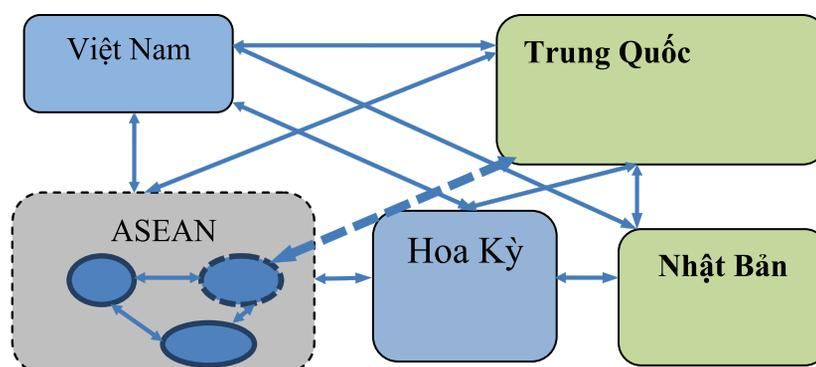 Việt Nam
Trung Quốc
ASEAN
Hoa Kỳ
Nhật Bản